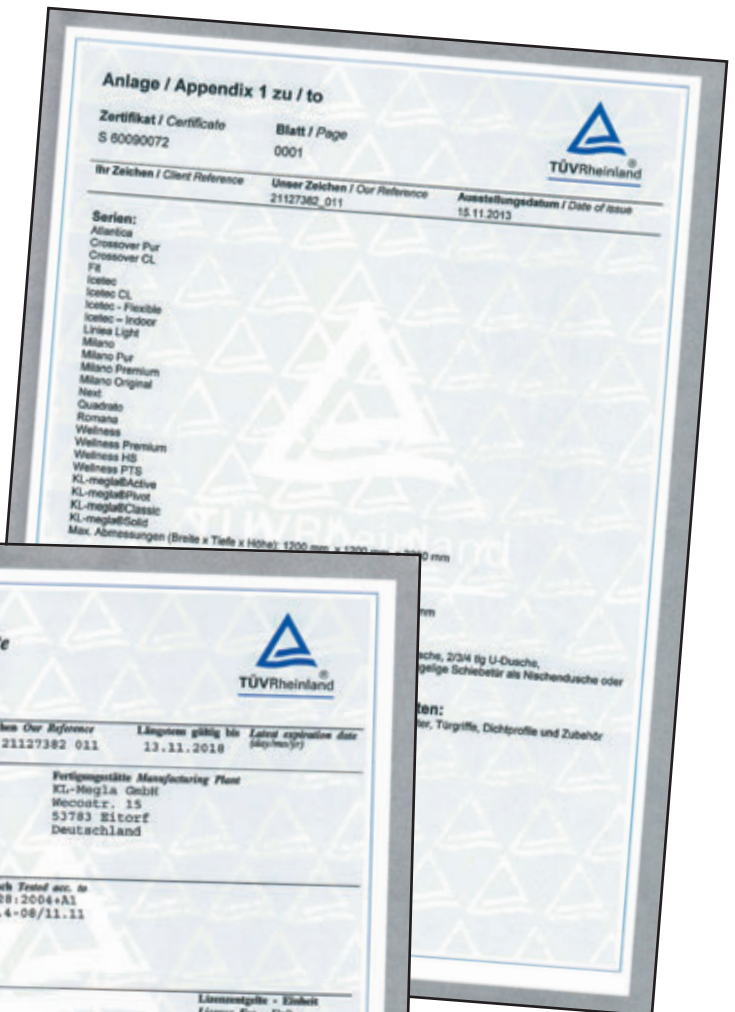 Anlage / Appendix 1 zu / to
Zertifikat / Certificate
S 60090072
Blatt / Page
0001
TÜVRheinland®
Ihr Zeichen / Client Reference
Unser Zeichen / Our Reference
21127382_011
Ausstellungsdatum / Date of issue
15.11.2013
Serien:
Atlantica
Crossover Pur
Crossover CL
Fit
Icetec
Icetec CL
Icetec - Flexible
Icetec – Indoor
Liniea Light
Milano
Milano Pur
Milano Premium
Milano Original
Next
Quadrato
Romana
Wellness
Wellness Premium
Wellness HS
Wellness PTS
KL-megla®Active
KL-megla®Pivot
KL-megla®Classic
KL-megla®Solid
Max. Abmessungen (Breite x Tiefe x Höhe): 1200 mm x 1200 mm
mm
mm
sche, 2/3/4 tlg U-Dusche,
gelige Schiebetür als Nischendusche oder
ten:
ter, Türgriffe, Dichtprofile und Zubehör
TÜVRheinland
TÜVRheinland®
hen Our Reference
21127382 011
Längstens gültig bis Latest expiration date
13.11.2018 (day/mo/yr)
Fertigungsstätte Manufacturing Plant
KL-Megla GmbH
Wecostr. 15
53783 Eitorf
Deutschland
ch Tested acc. to
28:2004+A1
4-08/11.11
Lizenzentgelte - Einheit